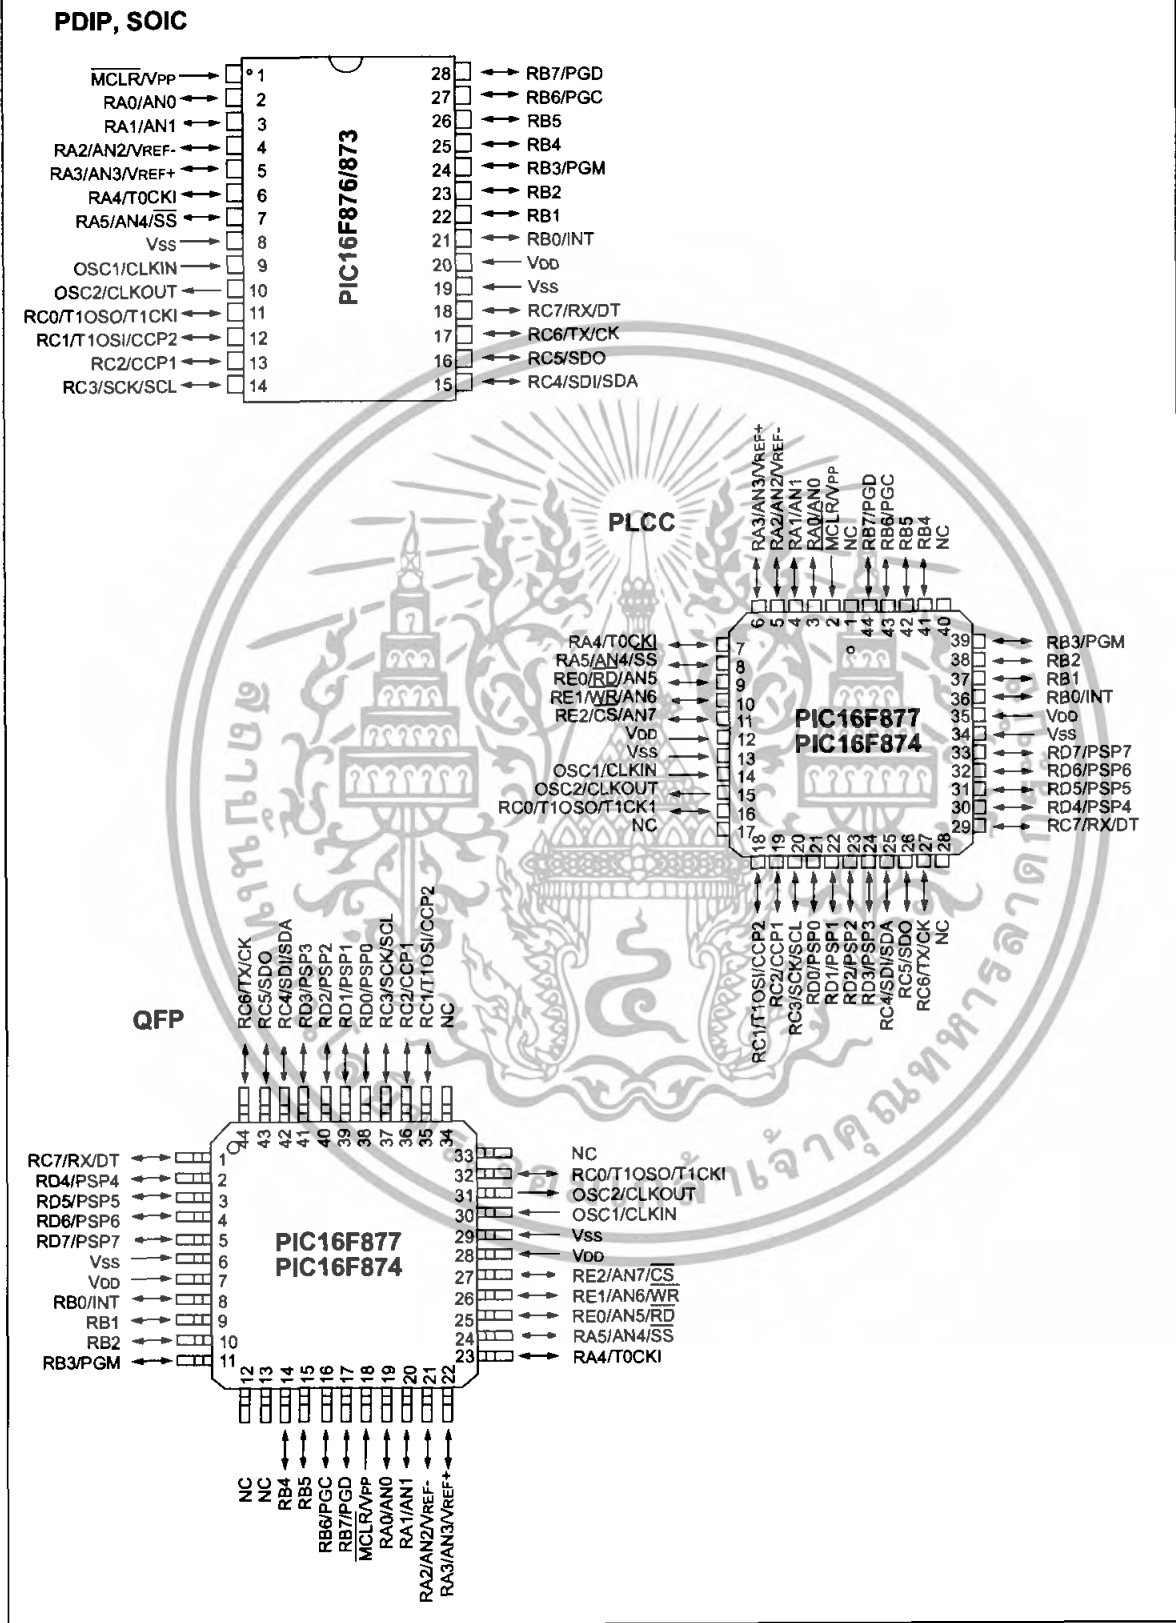 PDIP, SOIC
MCLR/VPP 1
RA0/AN0 2
RA1/AN1 3
RA2/AN2/VREF- 4
RA3/AN3/VREF+ 5
RA4/T0CKI 6
RA5/AN4/SS 7
VSS 8
OSC1/CLKIN 9
OSC2/CLKOUT 10
RC0/T1OSO/T1CKI 11
RC1/T1OSI/CCP2 12
RC2/CCP1 13
RC3/SCK/SCL 14
PIC16F876/873
28 RB7/PGD
27 RB6/PGC
26 RB5
25 RB4
24 RB3/PGM
23 RB2
22 RB1
21 RB0/INT
20 VDD
19 VSS
18 RC7/RX/DT
17 RC6/TX/CK
16 RC5/SDO
15 RC4/SDI/SDA
PLCC
RA3/AN3/VREF+ 6
RA2/AN2/VREF- 5
RA1/AN1 4
RA0/AN0 3
MCLR/VPP 2
NC 1
RB7/PGD 44
RB6/PGC 43
RB5 42
RB4 41
NC 40
RA4/T0CKI 7
RA5/AN4/SS 8
RE0/RD/AN5 9
RE1/WR/AN6 10
RE2/CS/AN7 11
VDD 12
VSS 13
OSC1/CLKIN 14
OSC2/CLKOUT 15
RC0/T1OSO/T1CK1 16
NC 17
PIC16F877
PIC16F874
39 RB3/PGM
38 RB2
37 RB1
36 RB0/INT
35 VDD
34 VSS
33 RD7/PSP7
32 RD6/PSP6
31 RD5/PSP5
30 RD4/PSP4
29 RC7/RX/DT
18 RC1/T1OSI/CCP2
19 RC2/CCP1
20 RC3/SCK/SCL
21 RD0/PSP0
22 RD1/PSP1
23 RD2/PSP2
24 RD3/PSP3
25 RC4/SDI/SDA
26 RC5/SDO
27 RC6/TX/CK
28 NC
QFP
RC6/TX/CK 44
RC5/SDO 43
RC4/SDI/SDA 42
RD3/PSP3 41
RD2/PSP2 40
RD1/PSP1 39
RD0/PSP0 38
RC3/SCK/SCL 37
RC2/CCP1 36
RC1/T1OSI/CCP2 35
NC 34
RC7/RX/DT 1
RD4/PSP4 2
RD5/PSP5 3
RD6/PSP6 4
RD7/PSP7 5
VSS 6
VDD 7
RB0/INT 8
RB1 9
RB2 10
RB3/PGM 11
PIC16F877
PIC16F874
33 NC
32 RC0/T1OSO/T1CKI
31 OSC2/CLKOUT
30 OSC1/CLKIN
29 VSS
28 VDD
27 RE2/AN7/CS
26 RE1/AN6/WR
25 RE0/AN5/RD
24 RA5/AN4/SS
23 RA4/T0CKI
12 NC
13 NC
14 RB4
15 RB5
16 RB6/PGC
17 RB7/PGD
18 MCLR/VPP
19 RA0/AN0
20 RA1/AN1
21 RA2/AN2/VREF-
22 RA3/AN3/VREF+